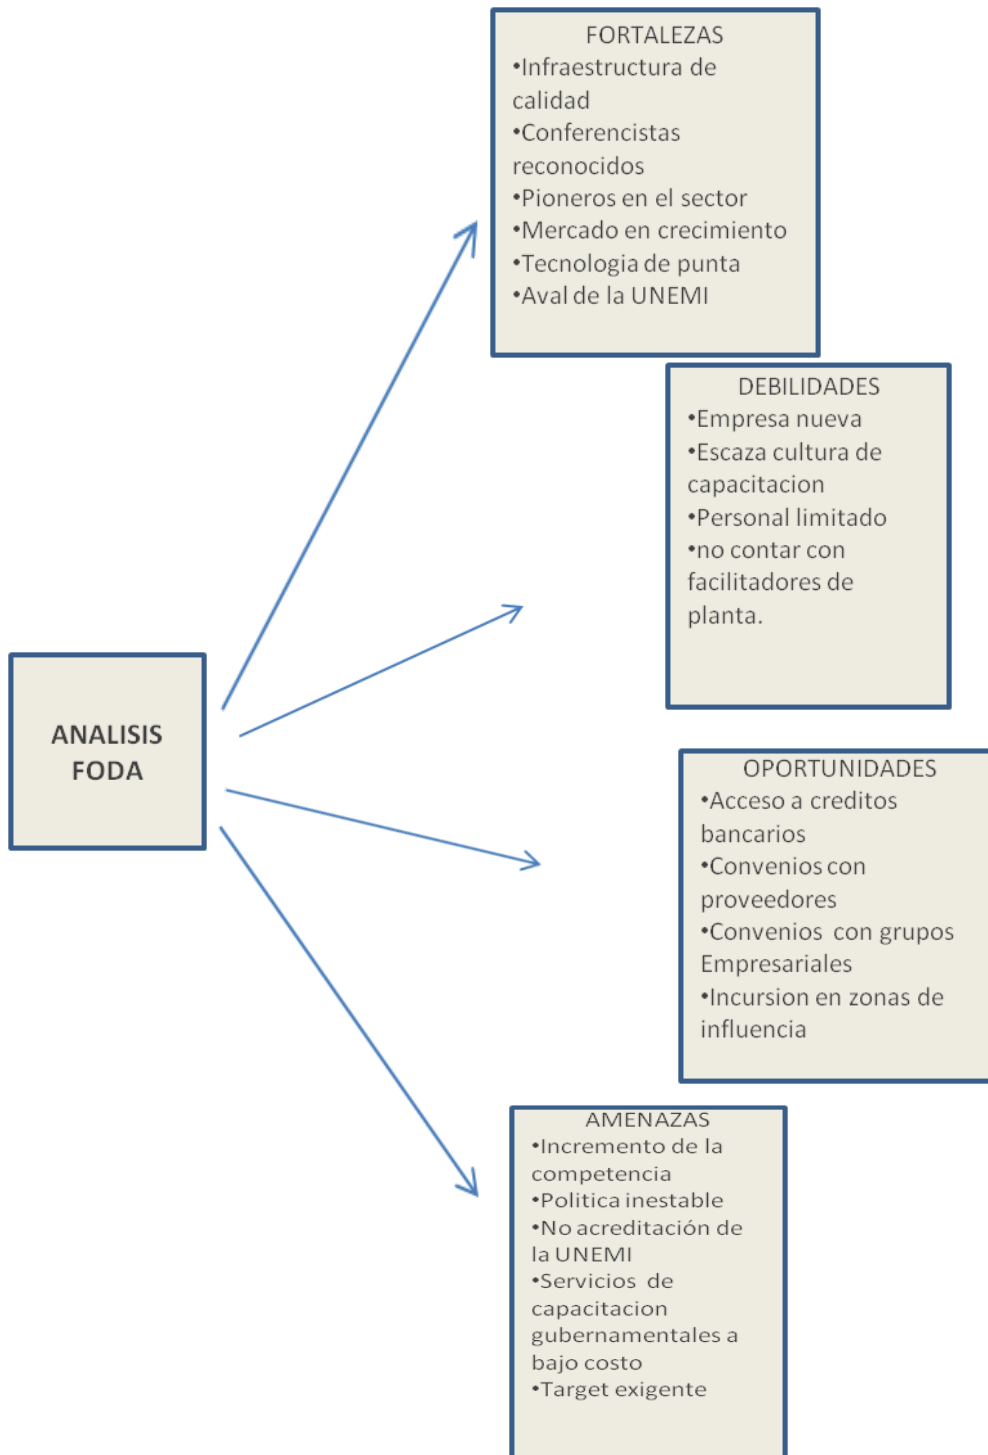 FORTALEZAS
•Infraestructura de
calidad
•Conferencistas
reconocidos
•Pioneros en el sector
•Mercado en crecimiento
•Tecnologia de punta
•Aval de la UNEMI
DEBILIDADES
•Empresa nueva
•Escaza cultura de
capacitacion
•Personal limitado
•no contar con
facilitadores de
planta.
ANALISIS
FODA
OPORTUNIDADES
•Acceso a creditos
bancarios
•Convenios con
proveedores
•Convenios con grupos
Empresariales
•Incursion en zonas de
influencia
AMENAZAS
•Incremento de la
competencia
•Politica inestable
•No acreditación de
la UNEMI
•Servicios de
capacitacion
gubernamentales a
bajo costo
•Target exigente